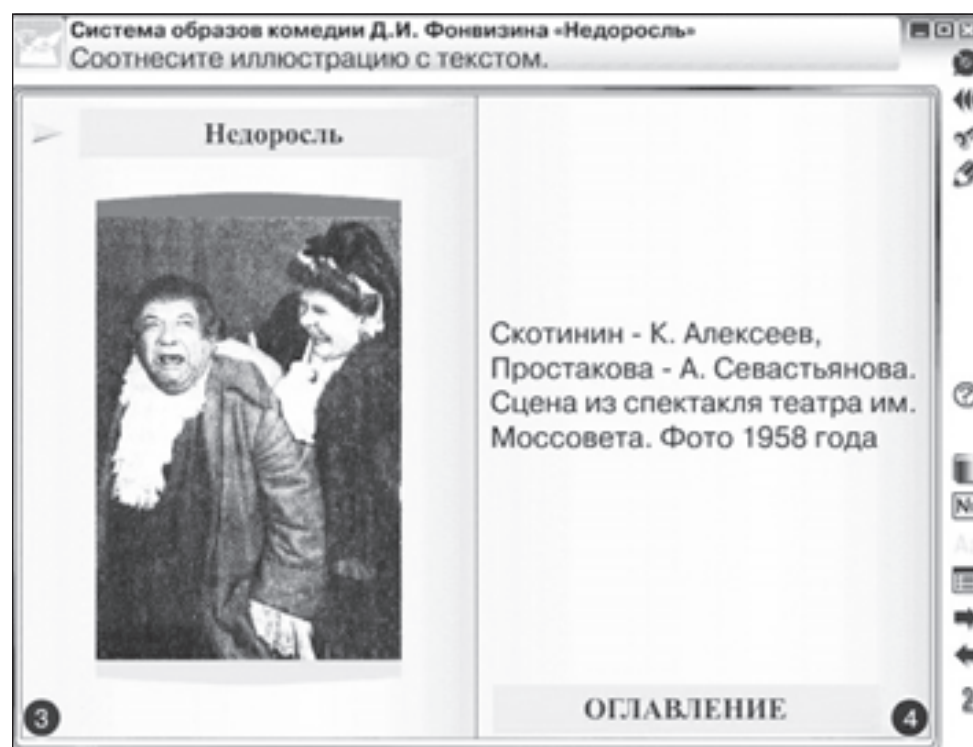 Система образов комедии Д.И. Фонвизина «Недоросль»
Соотнесите иллюстрацию с текстом.
Недоросль
Скотинин - К. Алексеев,
Простакова - А. Севастьянова.
Сцена из спектакля театра им.
Моссовета. Фото 1958 года
3
ОГЛАВЛЕНИЕ
4